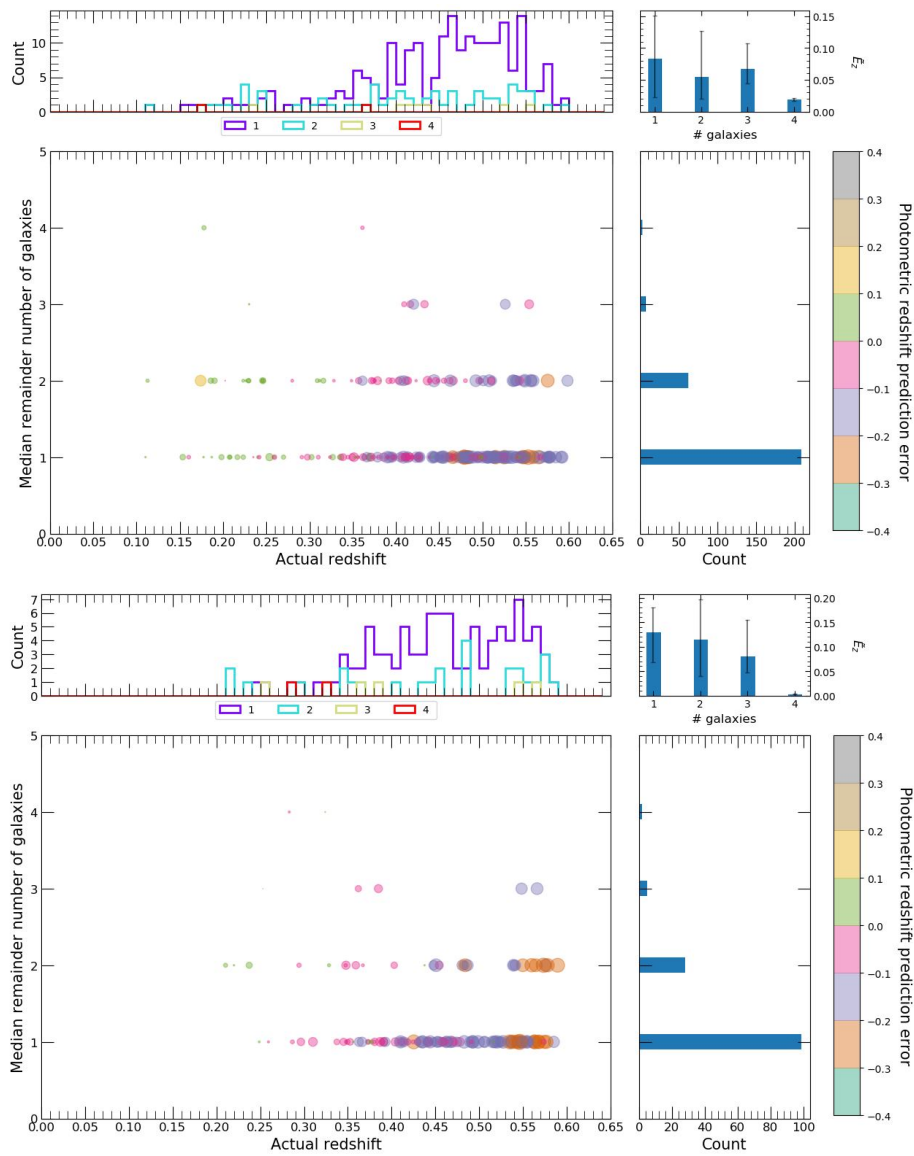 Count
10
5
0
1 2 3 4
0.15
0.10
0.05
0.00
Ẽz
1 2 3 4
# galaxies
Median remainder number of galaxies
5
4
3
2
1
0
0.00 0.05 0.10 0.15 0.20 0.25 0.30 0.35 0.40 0.45 0.50 0.55 0.60 0.65
Actual redshift
0 50 100 150 200
Count
0.4
0.3
0.2
0.1
0.0
−0.1
−0.2
−0.3
−0.4
Photometric redshift prediction error
Count
7
6
5
4
3
2
1
0
1 2 3 4
0.20
0.15
0.10
0.05
0.00
Ẽz
1 2 3 4
# galaxies
Median remainder number of galaxies
5
4
3
2
1
0
0.00 0.05 0.10 0.15 0.20 0.25 0.30 0.35 0.40 0.45 0.50 0.55 0.60 0.65
Actual redshift
0 20 40 60 80 100
Count
0.4
0.3
0.2
0.1
0.0
−0.1
−0.2
−0.3
−0.4
Photometric redshift prediction error